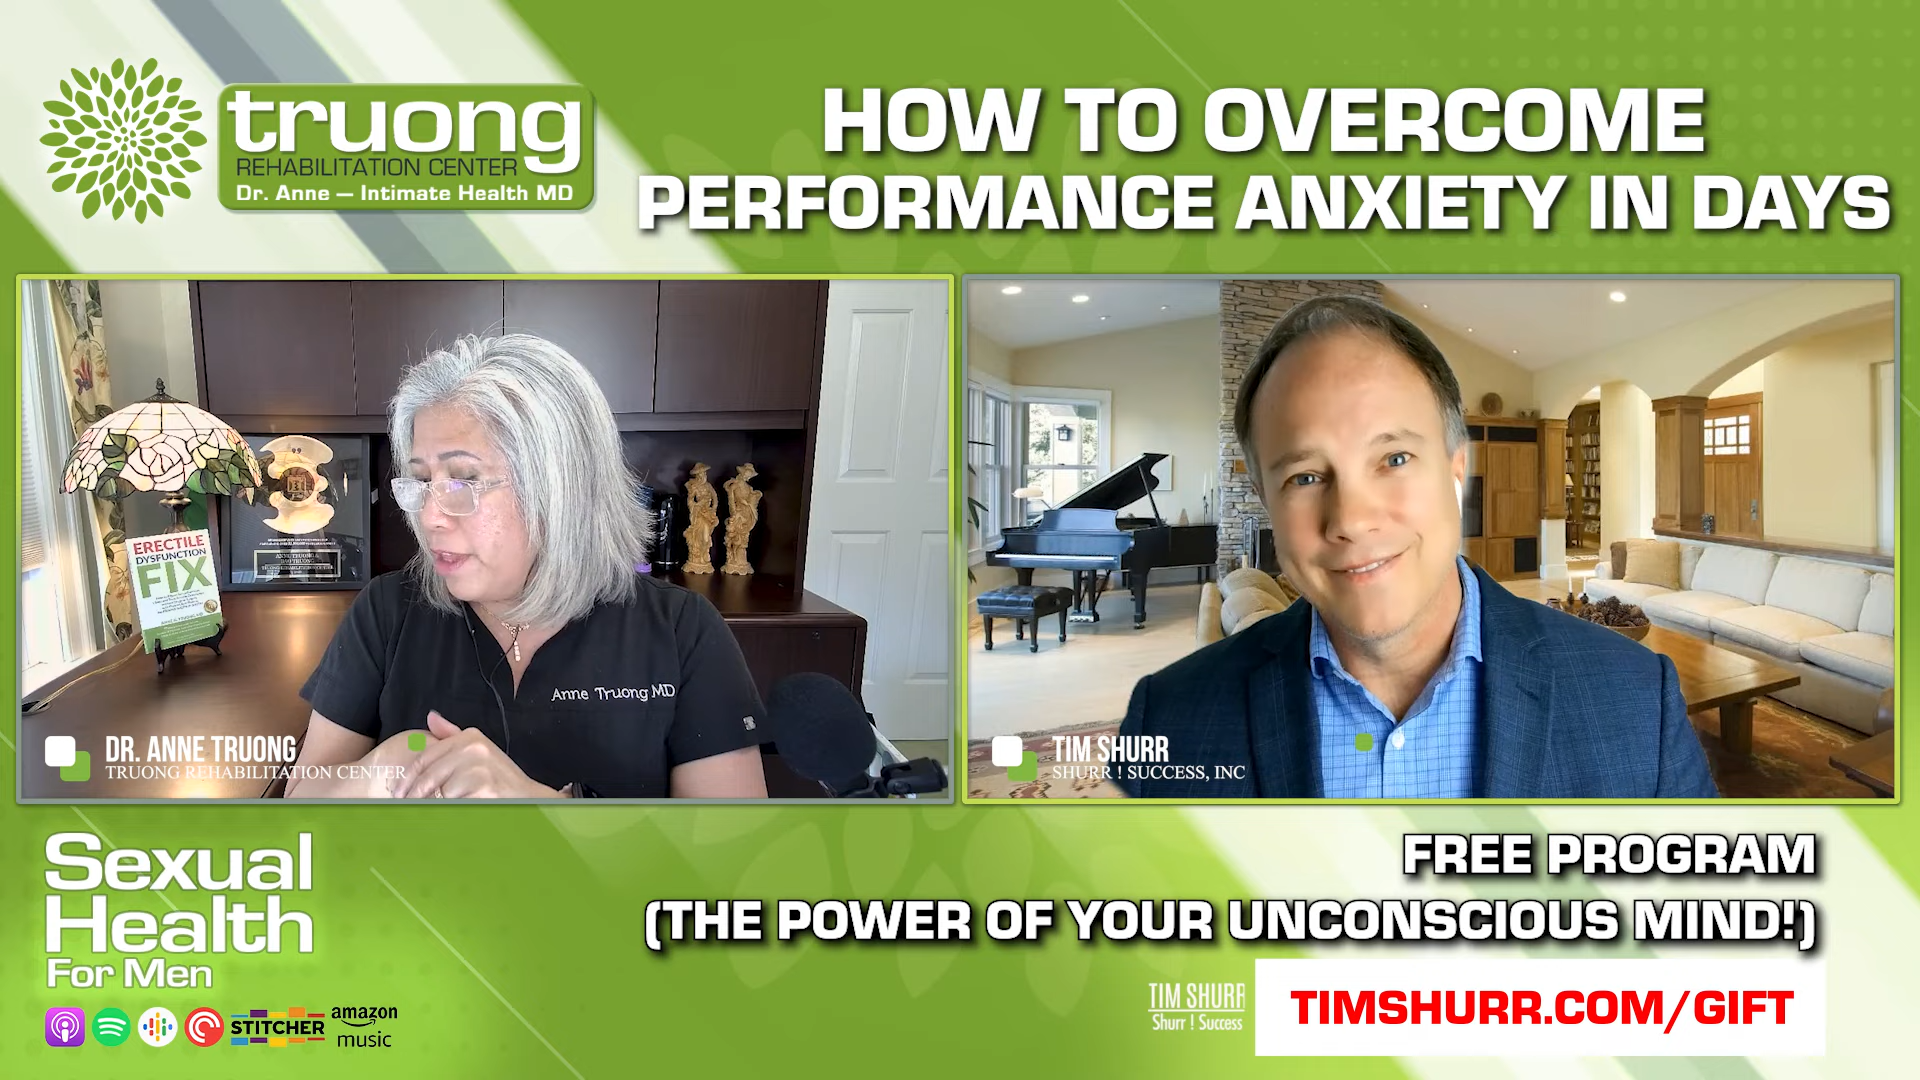 truong
REHABILITATION CENTER
Dr. Anne — Intimate Health MD
HOW TO OVERCOME
PERFORMANCE ANXIETY IN DAYS
ERECTILE
DYSFUNCTION
FIX
Anne Truong MD
DR. ANNE TRUONG
TRUONG REHABILITATION CENTER
TIM SHURR
SHURR ! SUCCESS, INC
Sexual
Health
For Men
STITCHER
amazon
music
FREE PROGRAM
(THE POWER OF YOUR UNCONSCIOUS MIND!)
TIM SHURR
Shurr ! Success
TIMSHURR.COM/GIFT